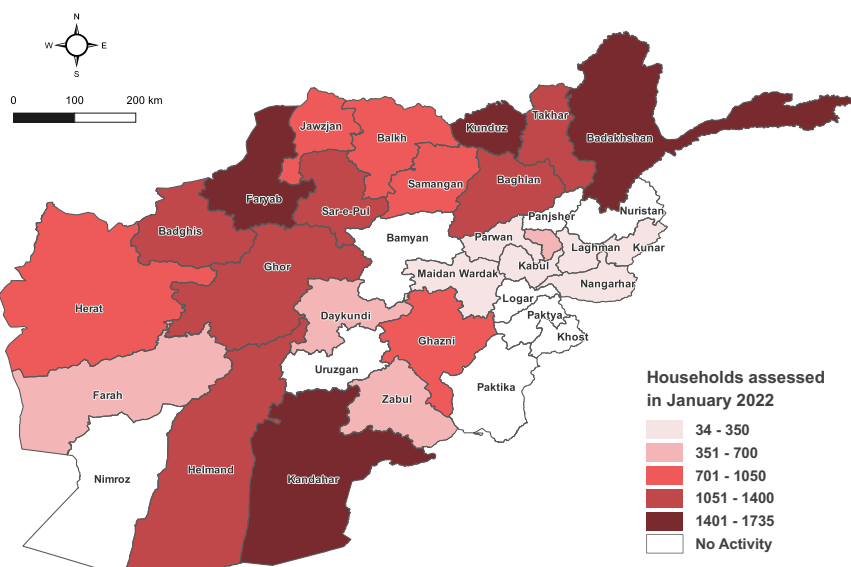 N
W E
S
0 100 200 km
Jawzjan
Balkh
Kunduz
Takhar
Badakhshan
Samangan
Baghlan
Faryab
Sar-e-Pul
Badghis
Panjsher
Nuristan
Bamyan
Parwan
Laghman
Kunar
Ghor
Kabul
Maidan Wardak
Nangarhar
Herat
Logar
Daykundi
Paktya
Ghazni
Khost
Uruzgan
Paktika
Farah
Zabul
Helmand
Nimroz
Kandahar
Households assessed
in January 2022
34 - 350
351 - 700
701 - 1050
1051 - 1400
1401 - 1735
No Activity